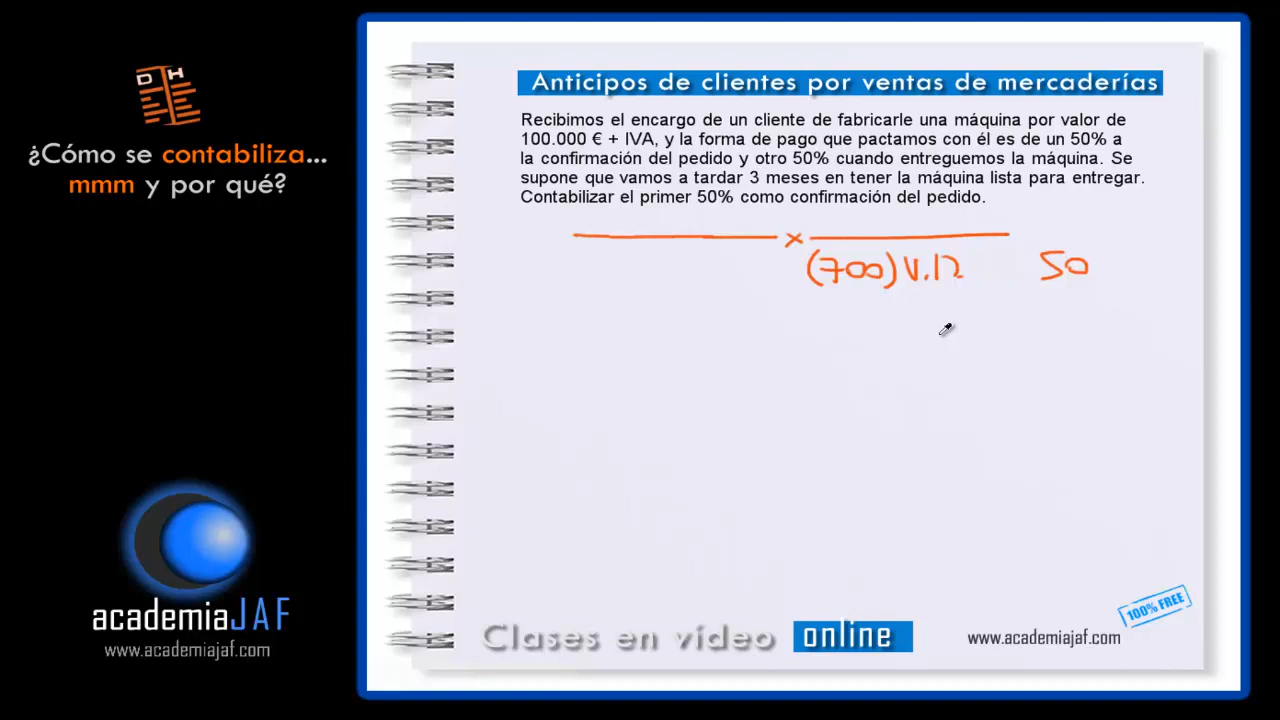 D H
¿Cómo se contabiliza...
mmm y por qué?
academiaJAF
www.academiajaf.com
Anticipos de clientes por ventas de mercaderías
Recibimos el encargo de un cliente de fabricarle una máquina por valor de
100.000 € + IVA, y la forma de pago que pactamos con él es de un 50% a
la confirmación del pedido y otro 50% cuando entreguemos la máquina. Se
supone que vamos a tardar 3 meses en tener la máquina lista para entregar.
Contabilizar el primer 50% como confirmación del pedido.
x
(700) V.M 50
100% FREE
Clases en vídeo online
www.academiajaf.com